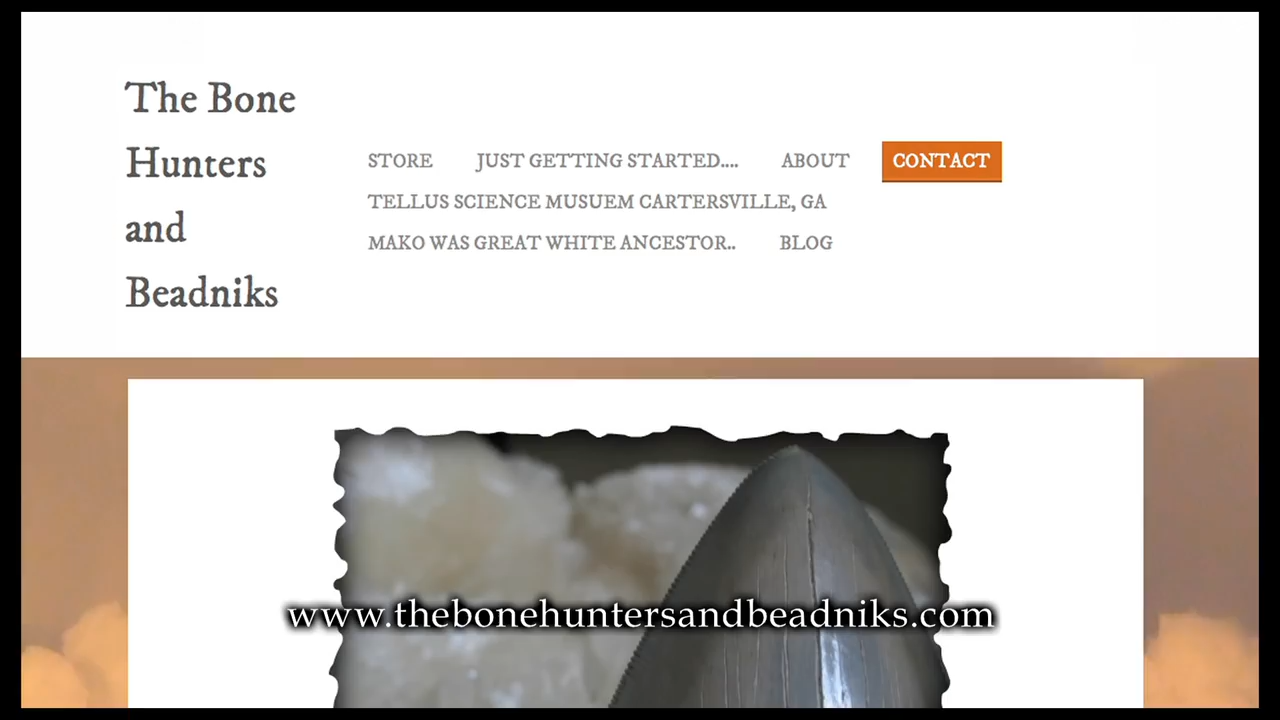 The Bone
Hunters
and
Beadniks
STORE JUST GETTING STARTED.... ABOUT CONTACT
TELLUS SCIENCE MUSUEM CARTERSVILLE, GA
MAKO WAS GREAT WHITE ANCESTOR.. BLOG
www.thebonehuntersandbeadniks.com